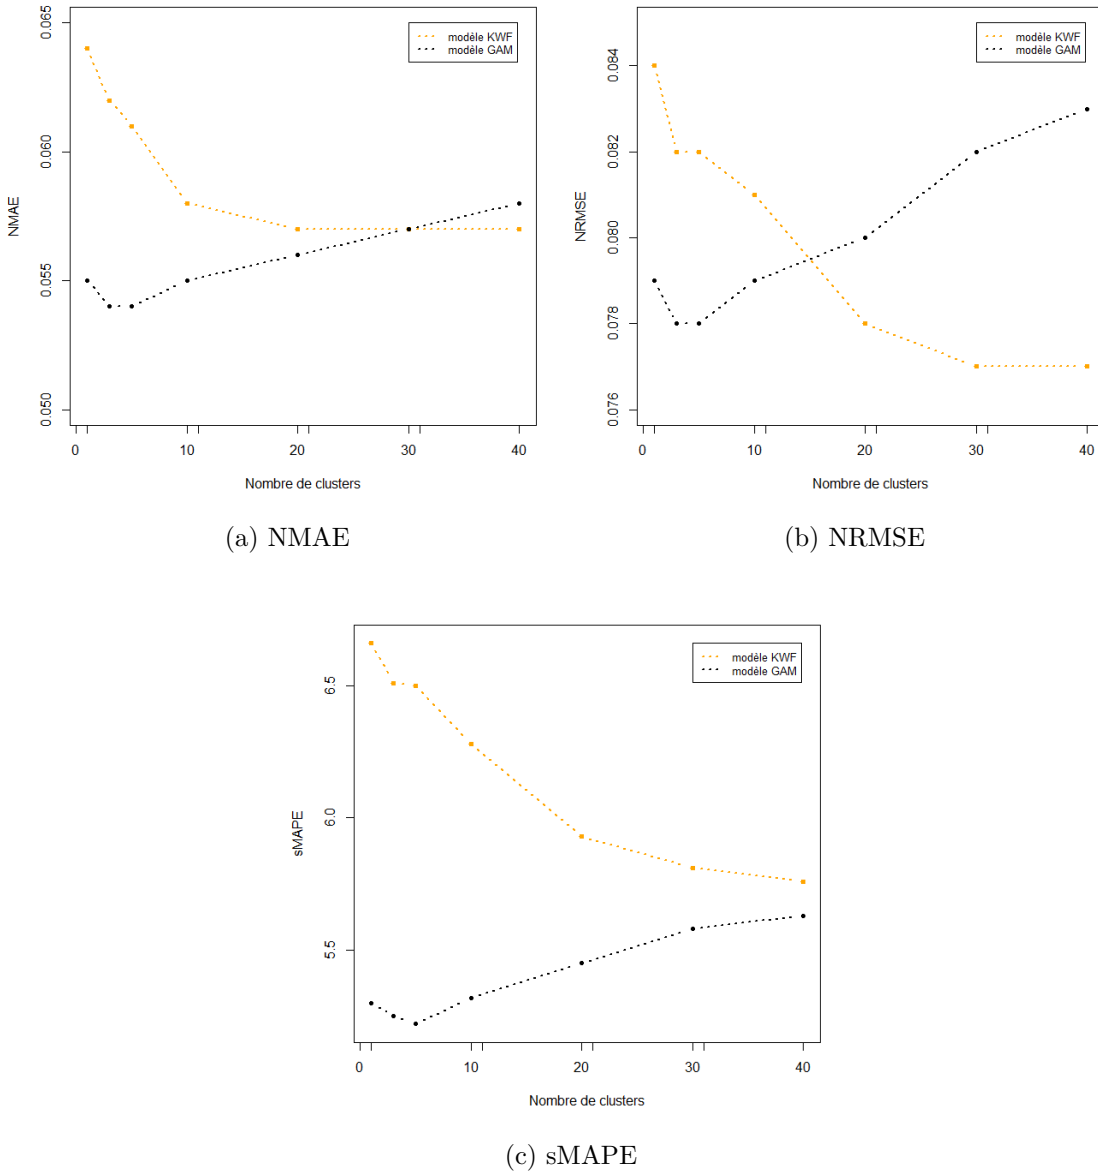 modèle KWF
modèle GAM
NMAE
0.065
0.060
0.055
0.050
0 10 20 30 40
Nombre de clusters
(a) NMAE
modèle KWF
modèle GAM
NRMSE
0.084
0.082
0.080
0.078
0.076
0 10 20 30 40
Nombre de clusters
(b) NRMSE
modèle KWF
modèle GAM
sMAPE
6.5
6.0
5.5
0 10 20 30 40
Nombre de clusters
(c) sMAPE